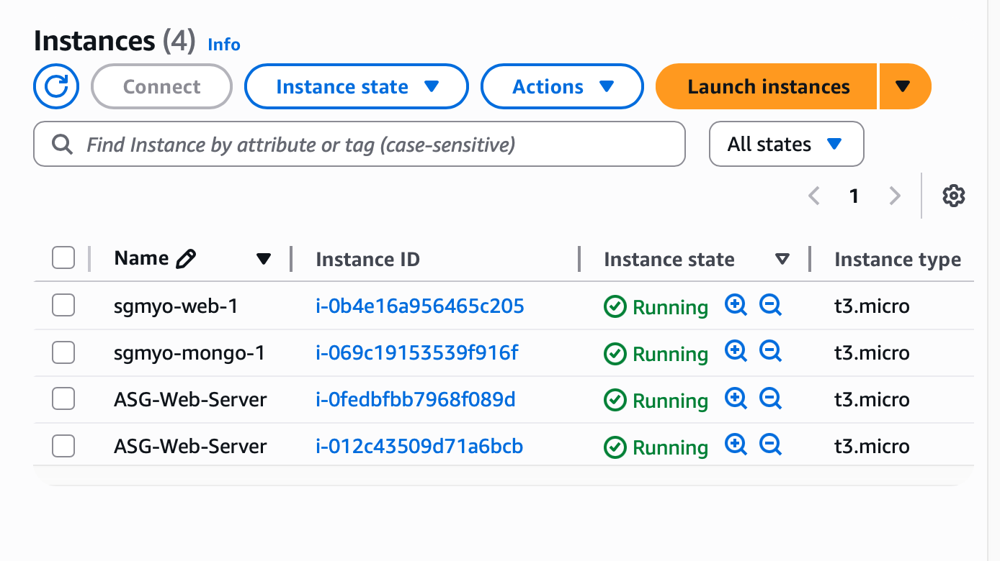 Instances (4) Info
Connect Instance state Actions Launch instances
Find Instance by attribute or tag (case-sensitive) All states
1
Name Instance ID Instance state Instance type
sgmyo-web-1 i-0b4e16a956465c205 Running t3.micro
sgmyo-mongo-1 i-069c19153539f916f Running t3.micro
ASG-Web-Server i-0fedbfbb7968f089d Running t3.micro
ASG-Web-Server i-012c43509d71a6bcb Running t3.micro